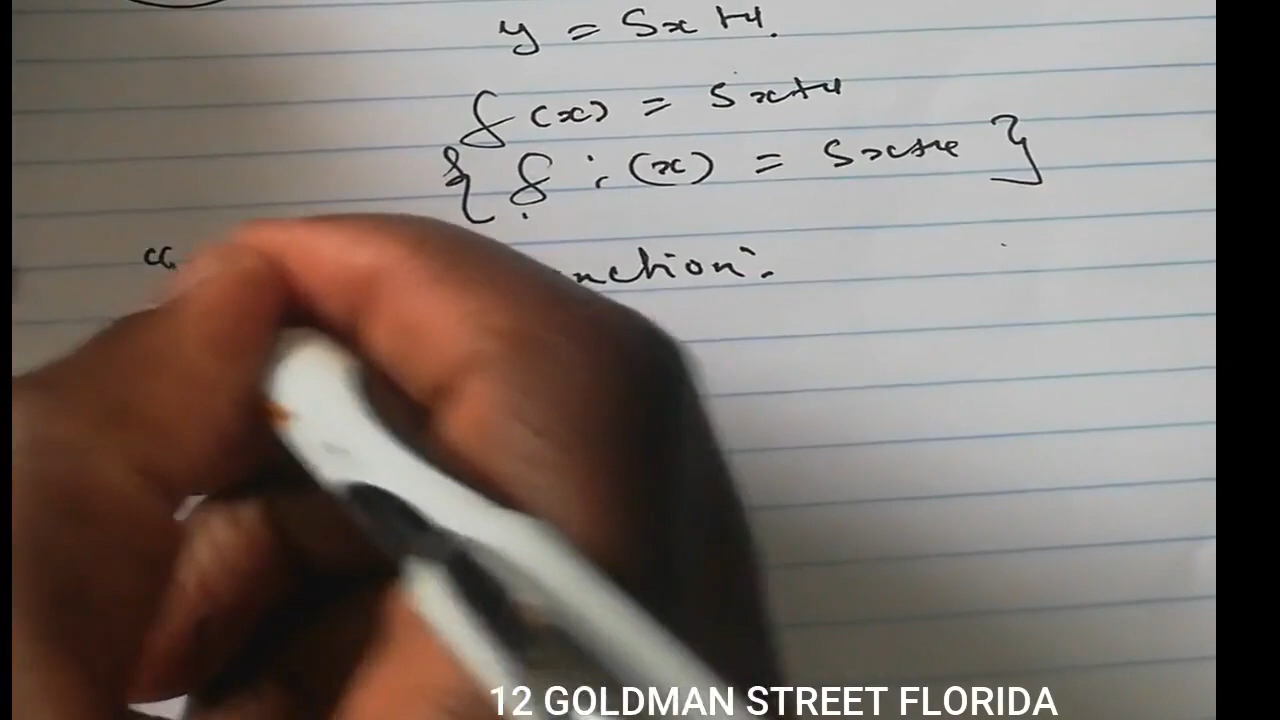 y = 5x+4.
f(x) = 5x+4
{ f : (x) = 5x+4 }
“ nction".
12 GOLDMAN STREET FLORIDA